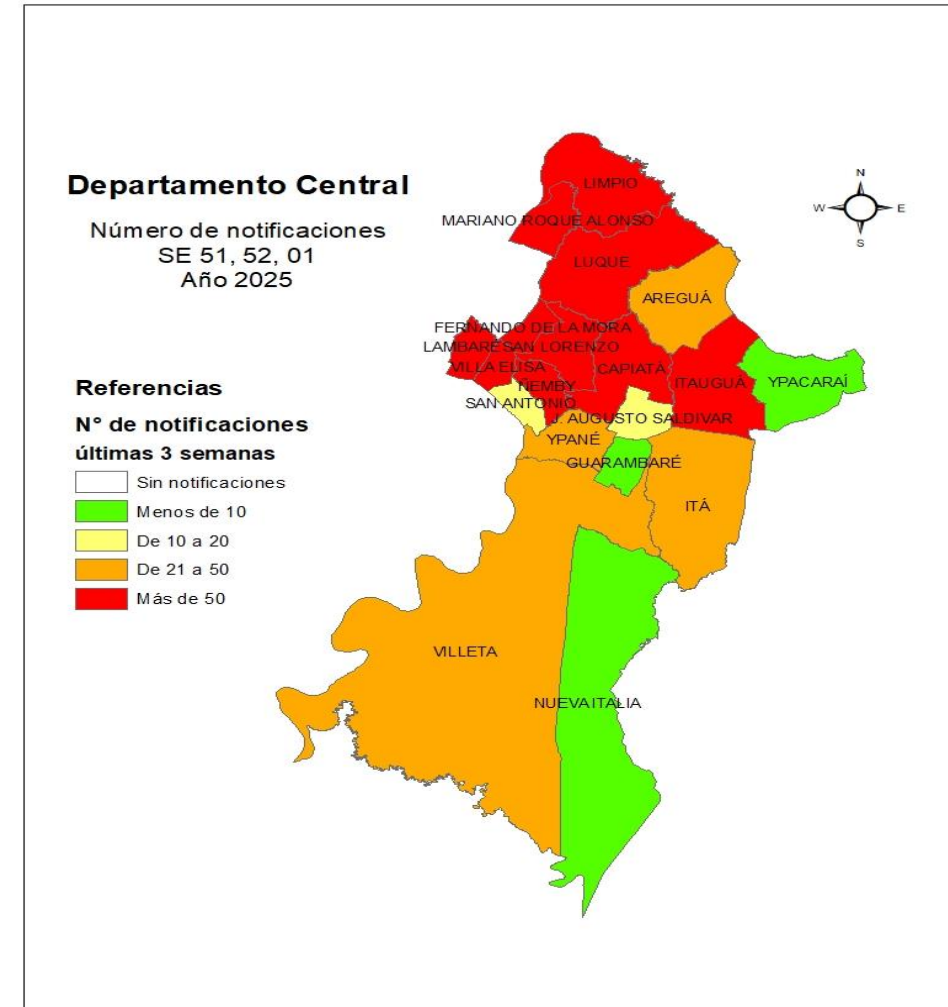 Departamento Central
Número de notificaciones
SE 51, 52, 01
Año 2025
Referencias
N° de notificaciones
últimas 3 semanas
Sin notificaciones
Menos de 10
De 10 a 20
De 21 a 50
Más de 50
N
W E
S
LIMPIO
MARIANO ROQUE ALONSO
LUQUE
AREGUÁ
FERNANDO DE LA MORA
LAMBARÉ SAN LORENZO
VILLA ELISA
CAPIATÁ
ITAUGUÁ
YPACARAÍ
ÑEMBY
SAN ANTONIO
J. AUGUSTO SALDIVAR
YPANÉ
GUARAMBARÉ
ITÁ
VILLETA
NUEVA ITALIA